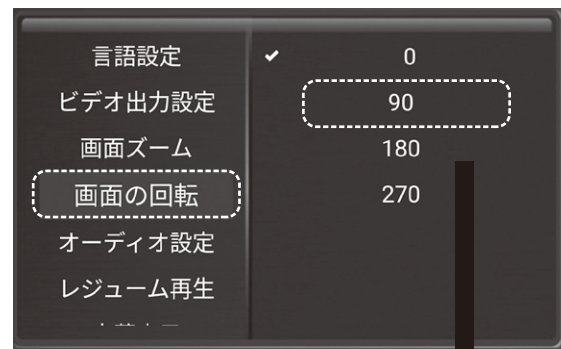 言語設定
ビデオ出力設定
画面ズーム
画面の回転
オーディオ設定
レジューム再生
✔ 0
90
180
270